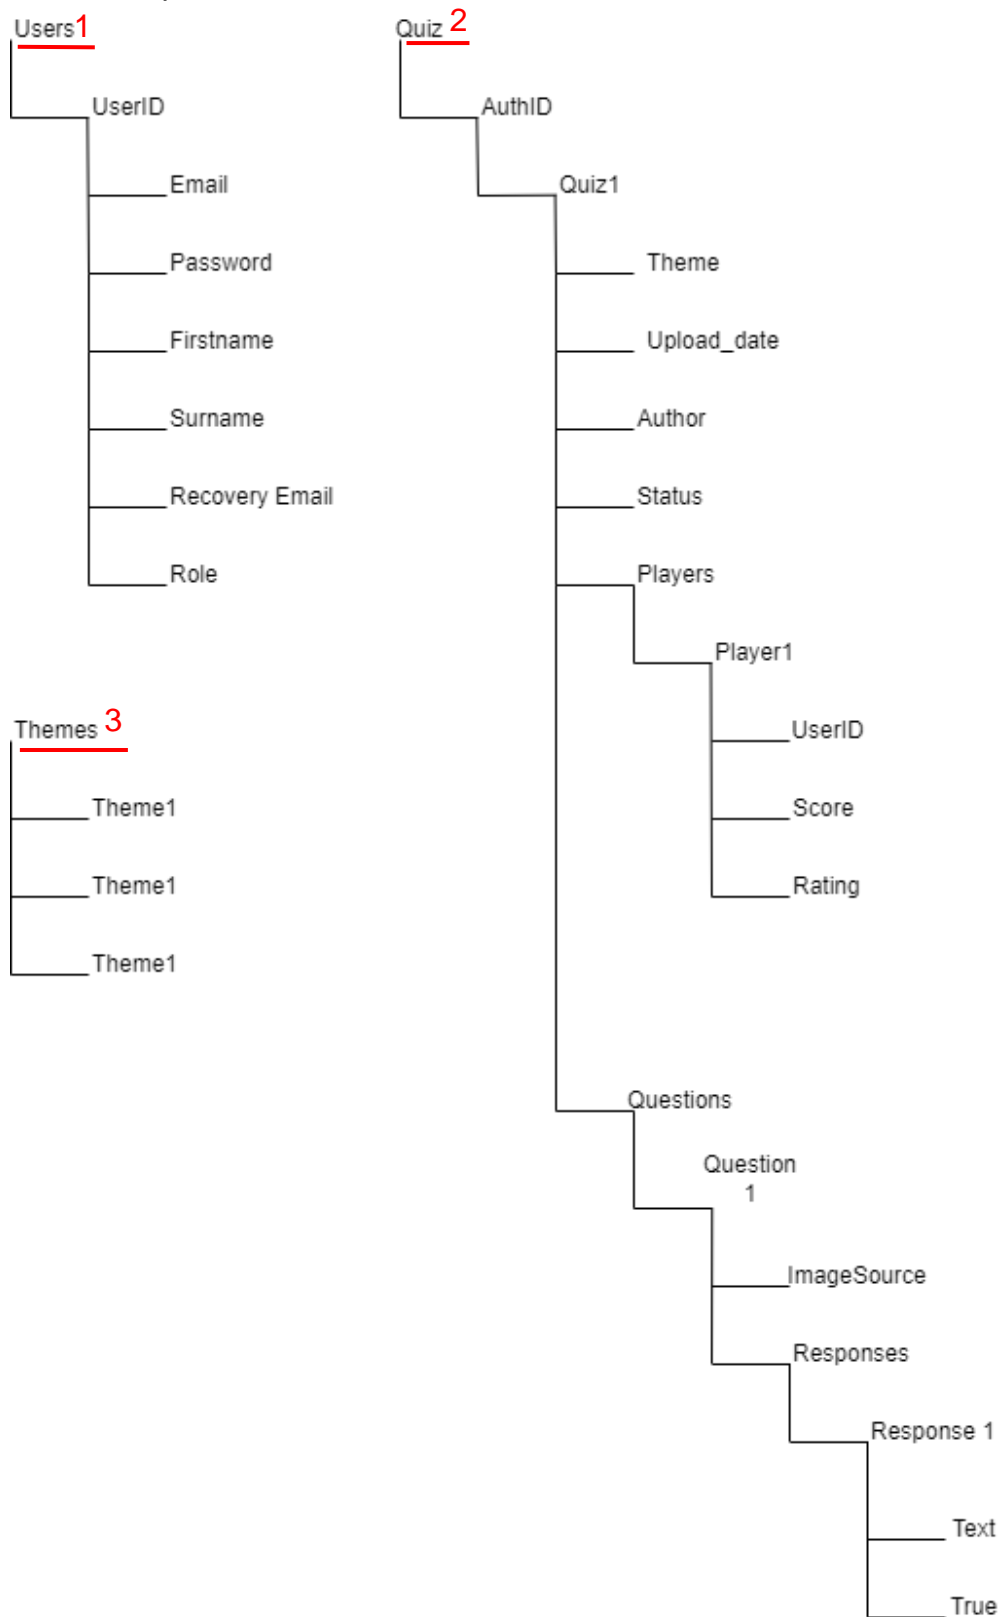 Users1
UserID
Email
Password
Firstname
Surname
Recovery Email
Role
Quiz 2
AuthID
Quiz1
Theme
Upload_date
Author
Status
Players
Player1
UserID
Score
Rating
Questions
Question
1
ImageSource
Responses
Response 1
Text
True
Themes 3
Theme1
Theme1
Theme1